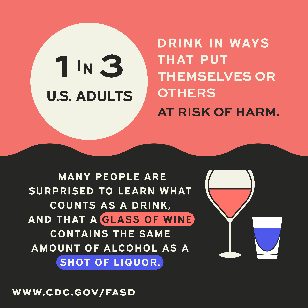 1 IN 3
U.S. ADULTS
DRINK IN WAYS
THAT PUT
THEMSELVES OR
OTHERS
AT RISK OF HARM.
MANY PEOPLE ARE
SURPRISED TO LEARN WHAT
COUNTS AS A DRINK,
AND THAT A GLASS OF WINE
CONTAINS THE SAME
AMOUNT OF ALCOHOL AS A
SHOT OF LIQUOR.
WWW.CDC.GOV/FASD